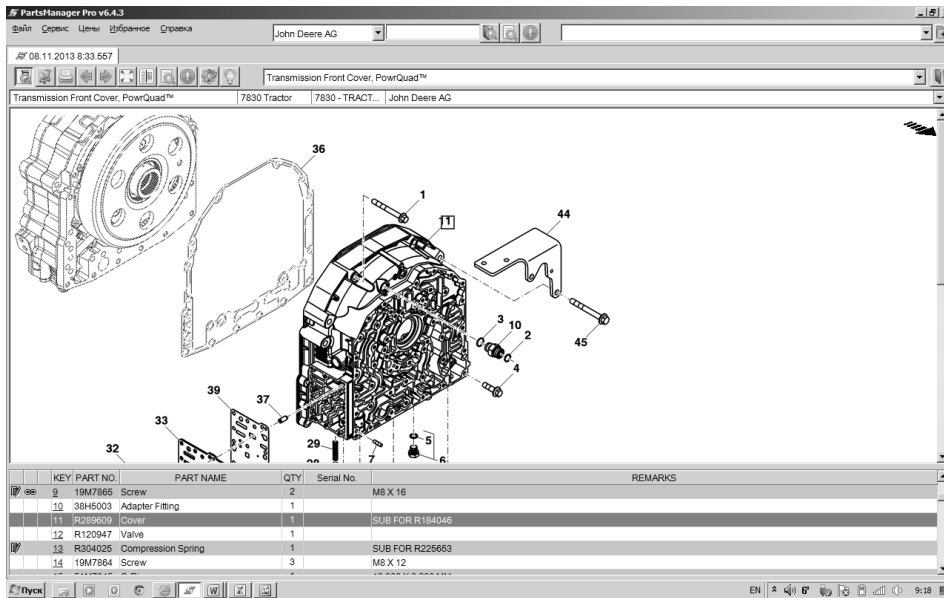 PartsManager Pro v6.4.3
Файл Сервис Цены Избранное Справка
John Deere AG
08.11.2013 8:33.557
Transmission Front Cover, PowrQuad™
Transmission Front Cover, PowrQuad™ 7830 Tractor 7830 - TRACT... John Deere AG
36
1
11
44
3
10
2
45
4
39
37
33
32
29
5
7
6
KEY PART NO. PART NAME QTY Serial No. REMARKS
9 19M7865 Screw 2 M8 X 16
10 38H5003 Adapter Fitting 1
11 R289609 Cover 1 SUB FOR R184046
12 R120947 Valve 1
13 R304025 Compression Spring 1 SUB FOR R225653
14 19M7864 Screw 3 M8 X 12
Пуск EN 9:18